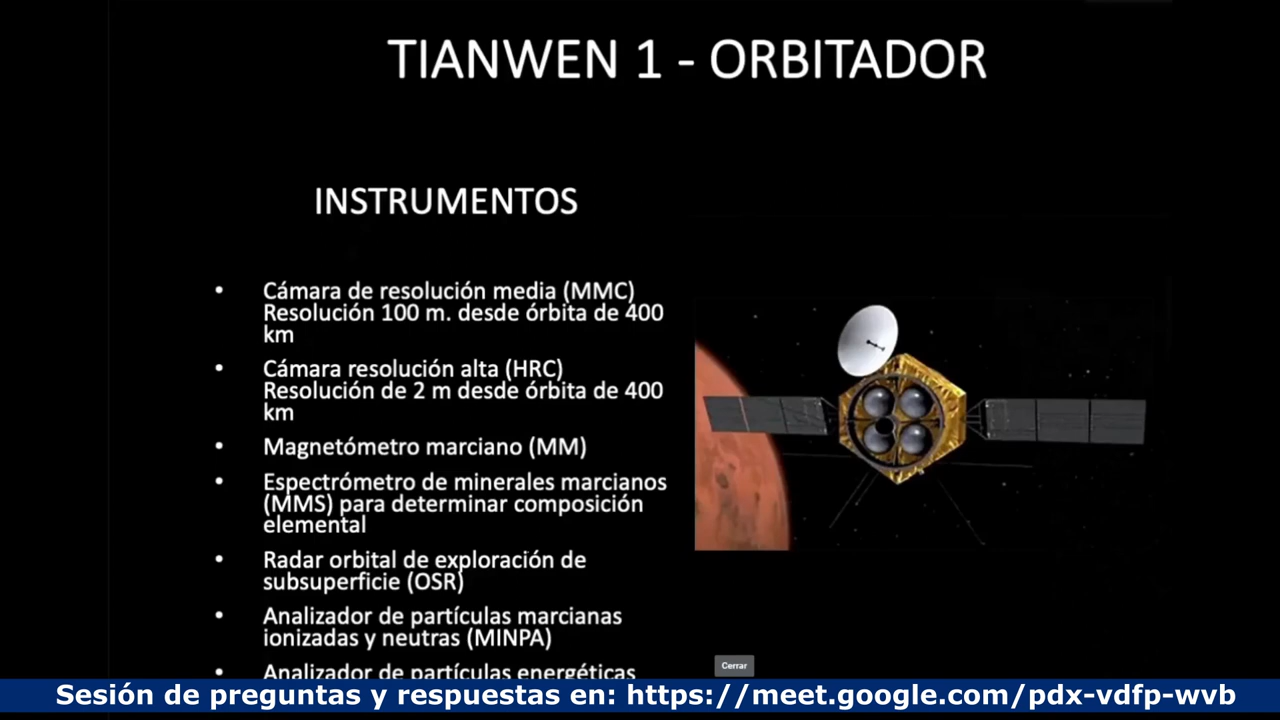 TIANWEN 1 - ORBITADOR
INSTRUMENTOS
• Cámara de resolución media (MMC)
Resolución 100 m. desde órbita de 400
km
• Cámara resolución alta (HRC)
Resolución de 2 m desde órbita de 400
km
• Magnetómetro marciano (MM)
• Espectrómetro de minerales marcianos
(MMS) para determinar composición
elemental
• Radar orbital de exploración de
subsuperficie (OSR)
• Analizador de partículas marcianas
ionizadas y neutras (MINPA)
• Analizador de partículas energéticas
Cerrar
Sesión de preguntas y respuestas en: https://meet.google.com/pdx-vdfp-wvb